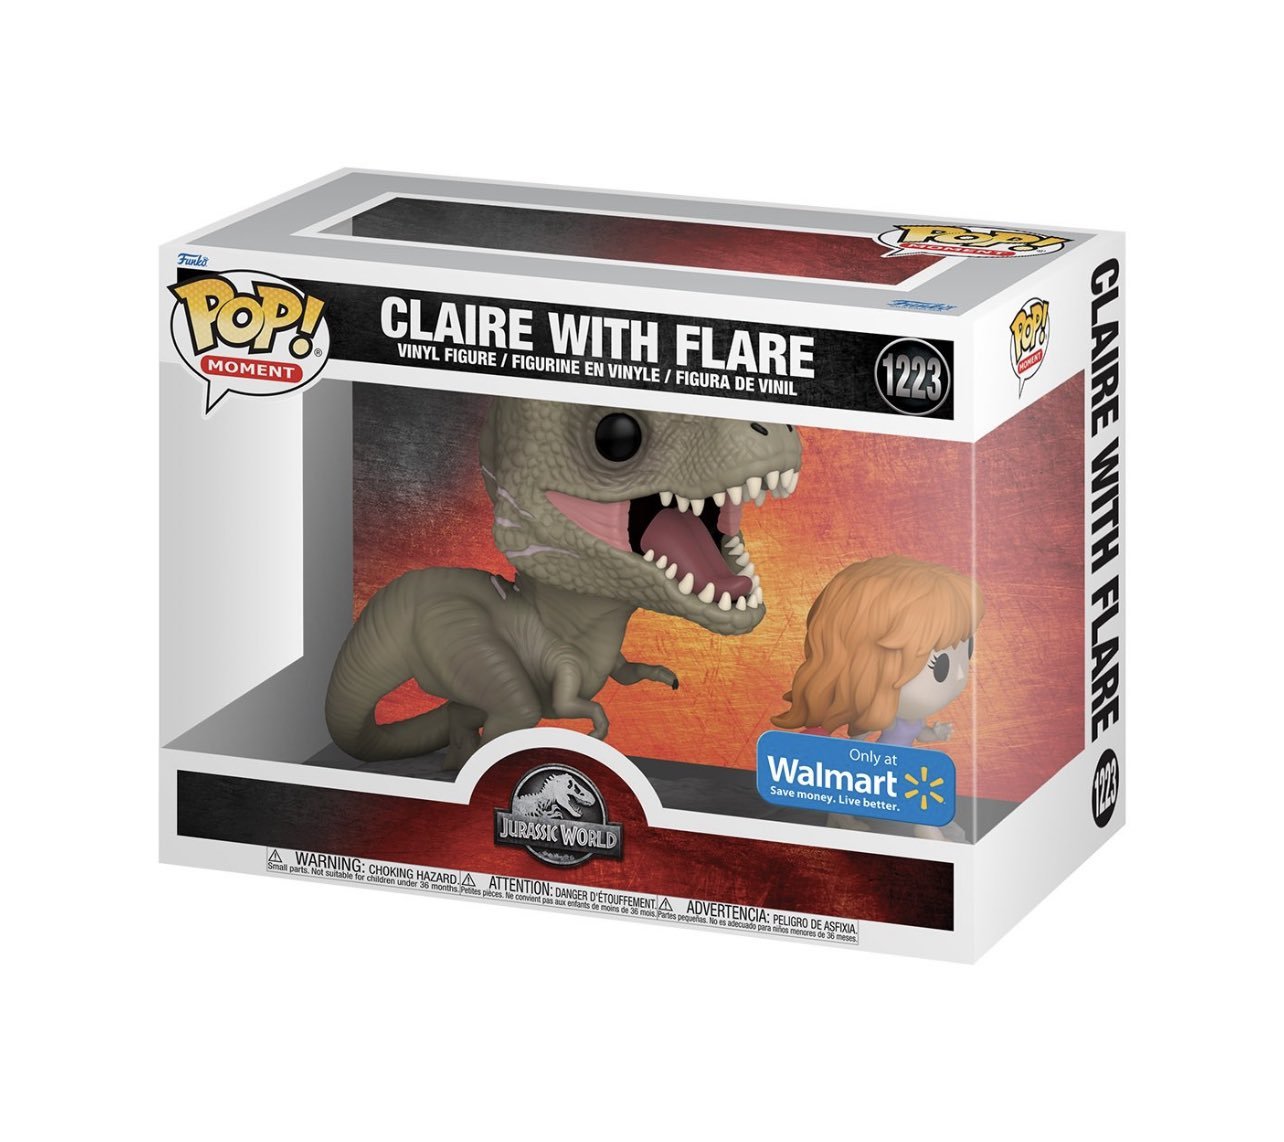 Funko
POP!
MOMENT
CLAIRE WITH FLARE
VINYL FIGURE / FIGURINE EN VINYLE / FIGURA DE VINIL
1223
POP!
MOMENT
Funko
POP!
MOMENT
CLAIRE WITH FLARE
1223
Only at
Walmart
Save money. Live better.
JURASSIC WORLD
WARNING: CHOKING HAZARD.
Small parts. Not suitable for children under 36 months.
ATTENTION: DANGER D'ÉTOUFFEMENT.
Petites pièces. Ne convient pas aux enfants de moins de 36 mois.
ADVERTENCIA: PELIGRO DE ASFIXIA.
Partes pequeñas. No es adecuado para niños menores de 36 meses.